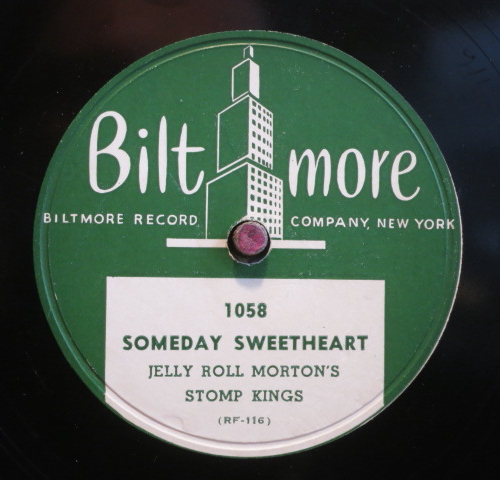 Biltmore
BILTMORE RECORD COMPANY, NEW YORK
1058
SOMEDAY SWEETHEART
JELLY ROLL MORTON'S
STOMP KINGS
(RF-116)